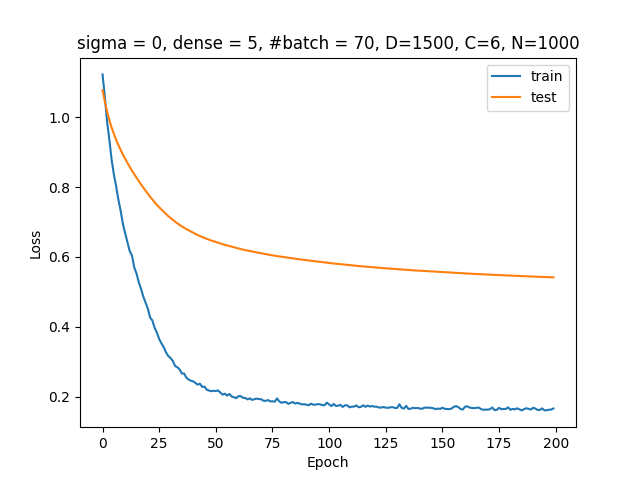 sigma = 0, dense = 5, #batch = 70, D=1500, C=6, N=1000
train
test
1.0
0.8
0.6
0.4
0.2
Loss
0 25 50 75 100 125 150 175 200
Epoch